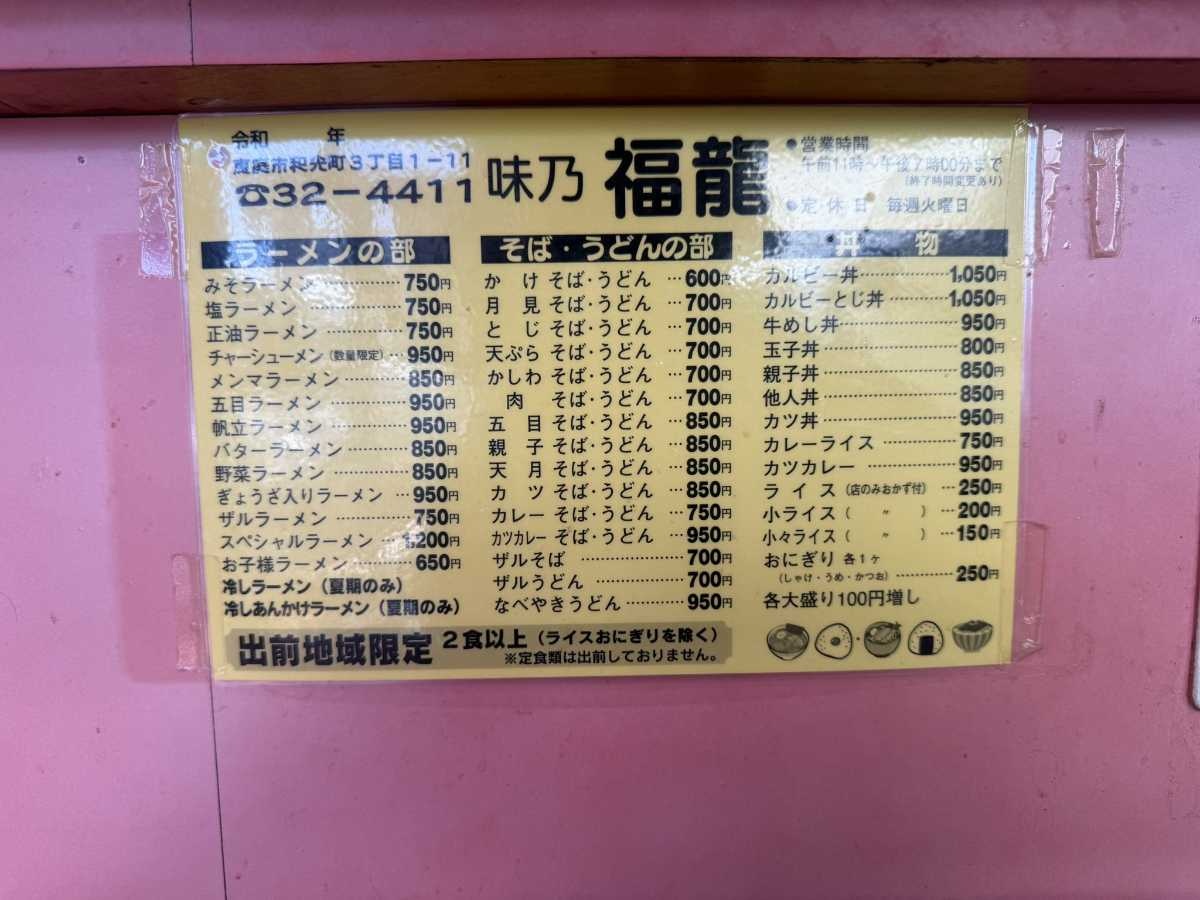 令和 年
恵庭市和光町3丁目1-11
☎32-4411
味乃 福龍
●営業時間
午前11時〜午後7時00分まで
(終了時間変更あり)
●定休日 毎週火曜日
ラーメンの部
みそラーメン…………750円
塩ラーメン…………750円
正油ラーメン…………750円
チャーシューメン(数量限定)…950円
メンマラーメン…………850円
五目ラーメン…………950円
帆立ラーメン…………950円
バターラーメン…………850円
野菜ラーメン…………850円
ぎょうざ入りラーメン…950円
ザルラーメン…………750円
スペシャルラーメン…1,200円
お子様ラーメン…………650円
冷しラーメン(夏期のみ)
冷しあんかけラーメン(夏期のみ)
そば・うどんの部
かけ そば・うどん…600円
月見 そば・うどん…700円
とじ そば・うどん…700円
天ぷら そば・うどん…700円
かしわ そば・うどん…700円
肉 そば・うどん…700円
五目 そば・うどん…850円
親子 そば・うどん…850円
天月 そば・うどん…850円
カツ そば・うどん…850円
カレー そば・うどん…750円
カツカレー そば・うどん…950円
ザルそば…………700円
ザルうどん…………700円
なべやきうどん…………950円
丼物
カルビー丼…………1,050円
カルビーとじ丼…………1,050円
牛めし丼…………950円
玉子丼…………800円
親子丼…………850円
他人丼…………850円
カツ丼…………950円
カレーライス…………750円
カツカレー…………950円
ライス(店のみおかず付)…250円
小ライス(〃)…200円
小々ライス(〃)…150円
おにぎり 各1ヶ
(しゃけ・うめ・かつお)…………250円
各大盛り100円増し
出前地域限定 2食以上(ライスおにぎりを除く)
※定食類は出前しておりません。